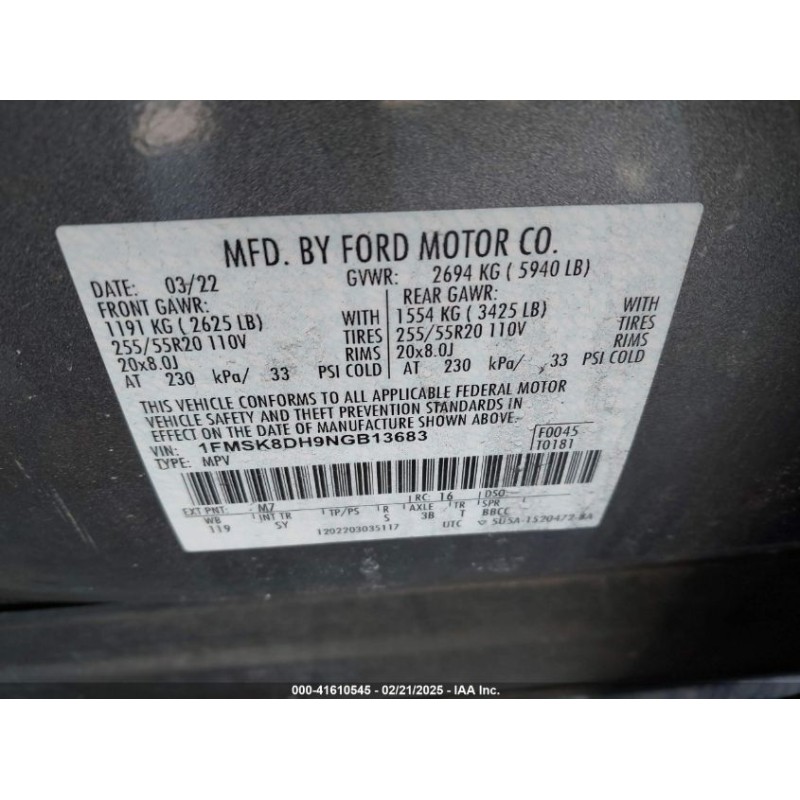 MFD. BY FORD MOTOR CO.
DATE: 03/22 GVWR: 2694 KG ( 5940 LB)
FRONT GAWR: REAR GAWR:
1191 KG ( 2625 LB) WITH 1554 KG ( 3425 LB) WITH
255/55R20 110V TIRES 255/55R20 110V TIRES
20x8.0J RIMS 20x8.0J RIMS
AT 230 kPa/ 33 PSI COLD AT 230 kPa/ 33 PSI COLD
THIS VEHICLE CONFORMS TO ALL APPLICABLE FEDERAL MOTOR
VEHICLE SAFETY AND THEFT PREVENTION STANDARDS IN
EFFECT ON THE DATE OF MANUFACTURE SHOWN ABOVE.
VIN: 1FMSK8DH9NGB13683 F0045
TYPE: MPV T0181
EXT PNT: M7 RC: 16 DSO:
WB INT TR TP/PS R AXLE TR SPR
119 SY S 3B T BBCC
1202203035117 UTC 5U5A-1520472-BA
000-41610545 - 02/21/2025 - IAA Inc.